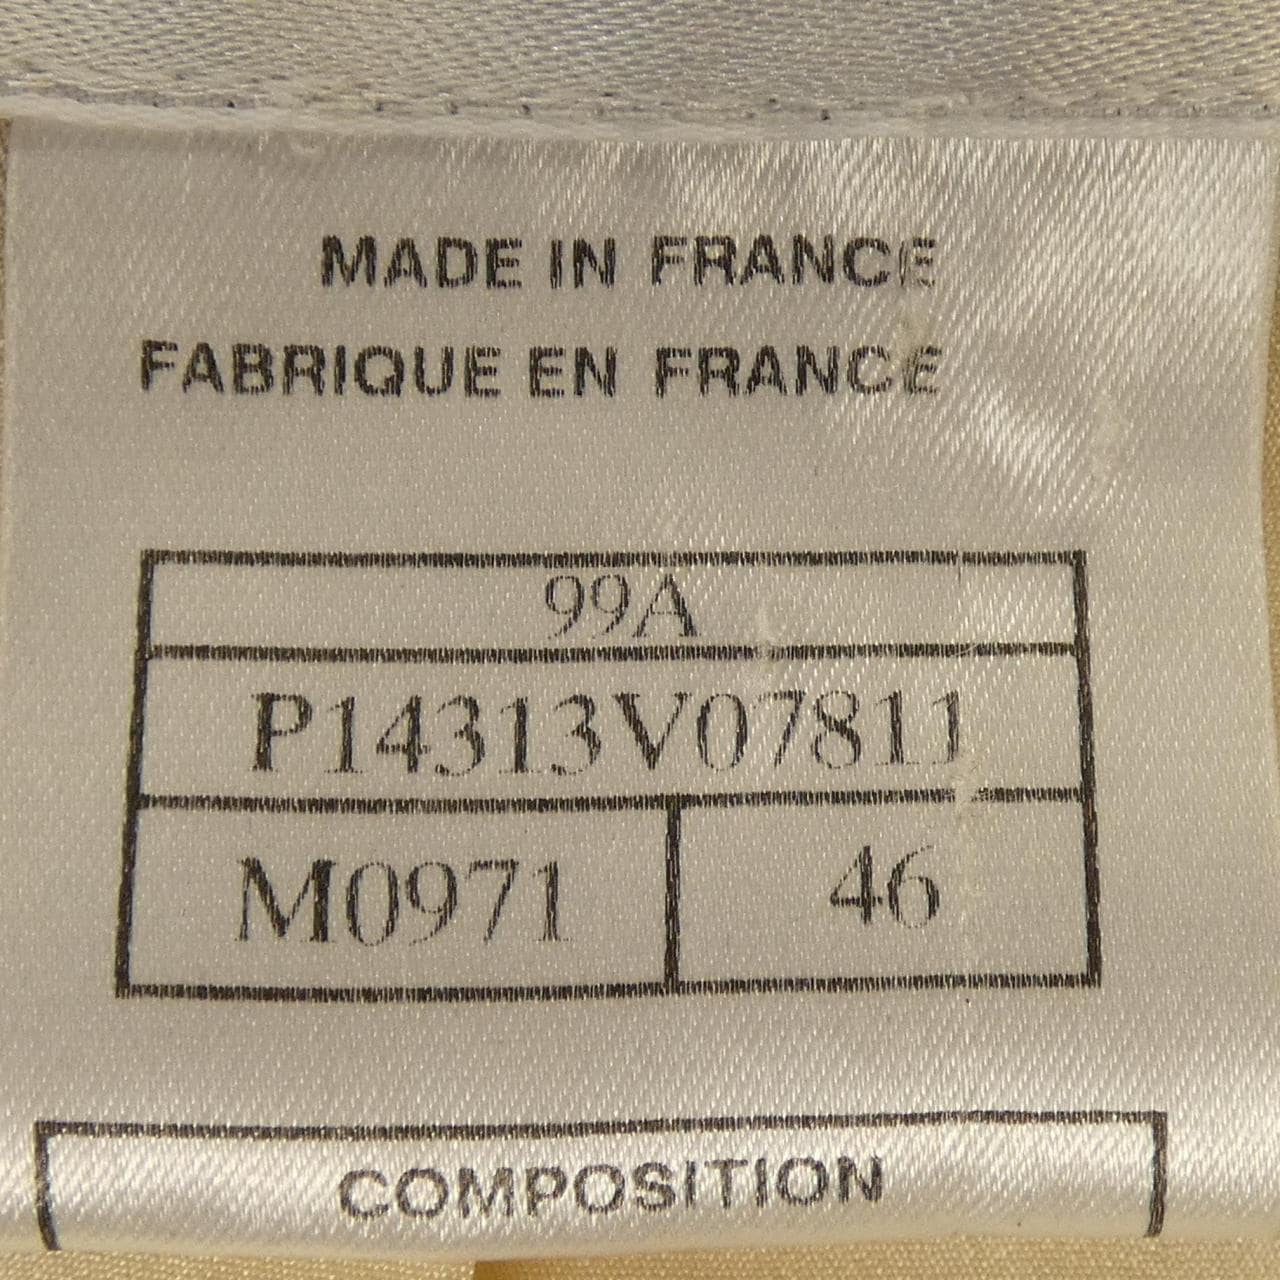 MADE IN FRANCE
FABRIQUE EN FRANCE
99A
P14313V07811
M0971 46
COMPOSITION